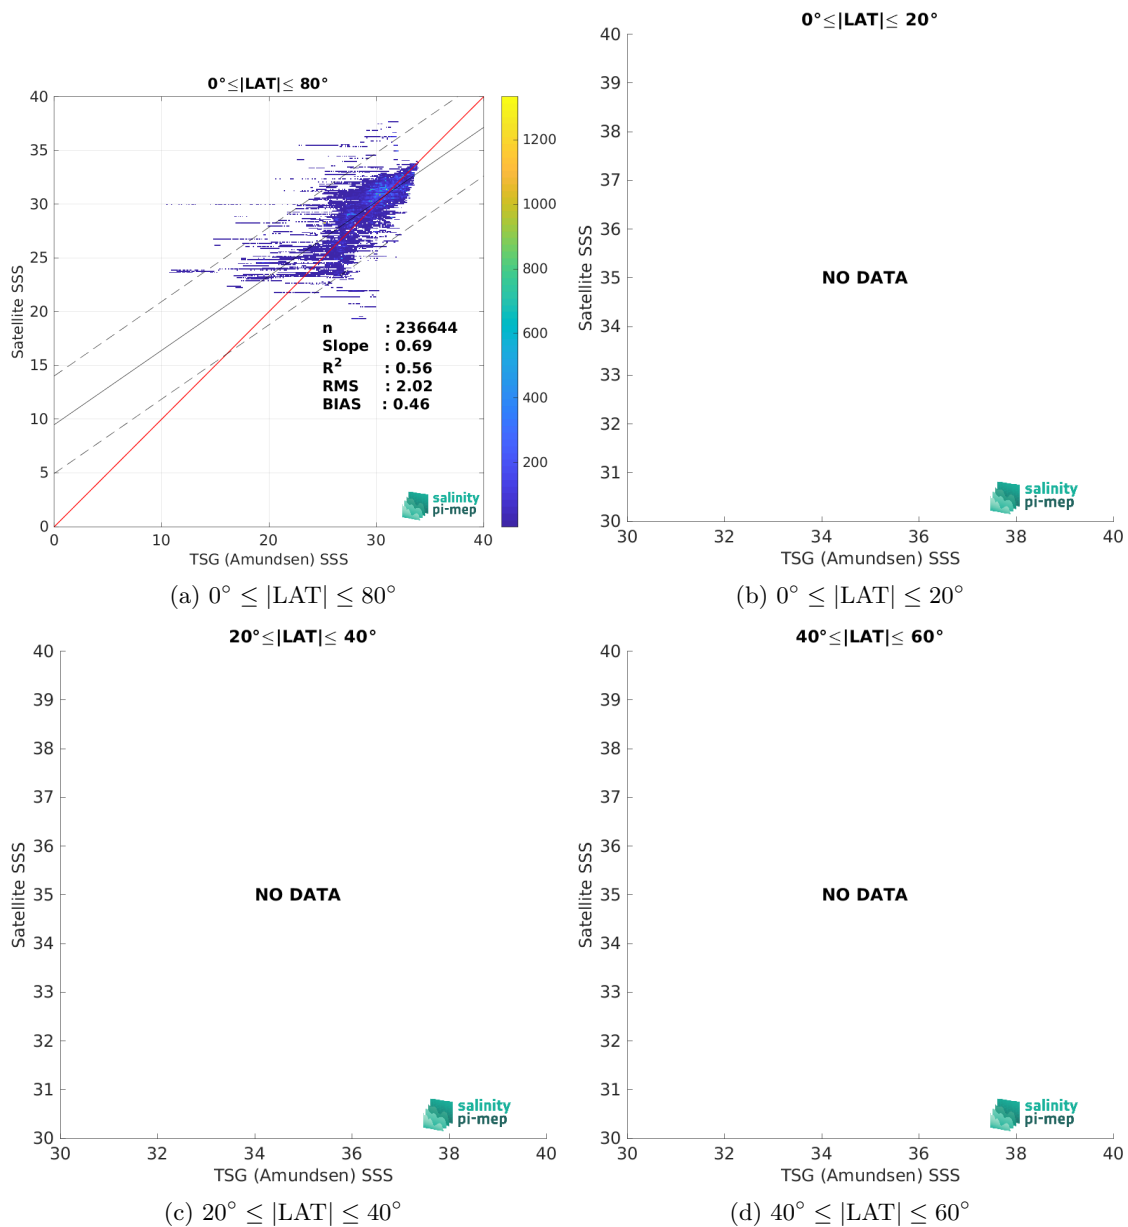 0°≤|LAT|≤ 80°
40
35
30
25
20
15
10
5
0
0 10 20 30 40
Satellite SSS
TSG (Amundsen) SSS
n : 236644
Slope : 0.69
R² : 0.56
RMS : 2.02
BIAS : 0.46
salinity
pi-mep
1200
1000
800
600
400
200
(a) 0° ≤ |LAT| ≤ 80°
0°≤|LAT|≤ 20°
40
39
38
37
36
35
34
33
32
31
30
30 32 34 36 38 40
Satellite SSS
NO DATA
salinity
pi-mep
TSG (Amundsen) SSS
(b) 0° ≤ |LAT| ≤ 20°
20°≤|LAT|≤ 40°
40
39
38
37
36
35
34
33
32
31
30
30 32 34 36 38 40
Satellite SSS
NO DATA
salinity
pi-mep
TSG (Amundsen) SSS
(c) 20° ≤ |LAT| ≤ 40°
40°≤|LAT|≤ 60°
40
39
38
37
36
35
34
33
32
31
30
30 32 34 36 38 40
Satellite SSS
NO DATA
salinity
pi-mep
TSG (Amundsen) SSS
(d) 40° ≤ |LAT| ≤ 60°